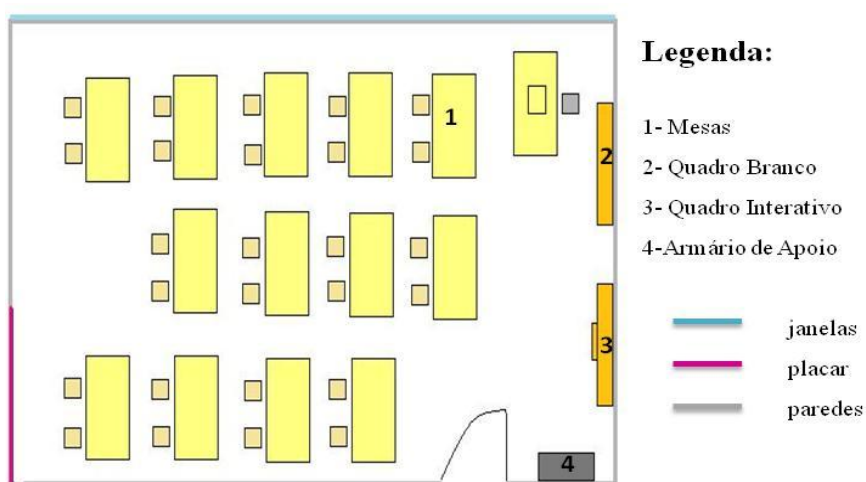 1
2
3
4
Legenda:
1- Mesas
2- Quadro Branco
3- Quadro Interativo
4-Armário de Apoio
janelas
placar
paredes